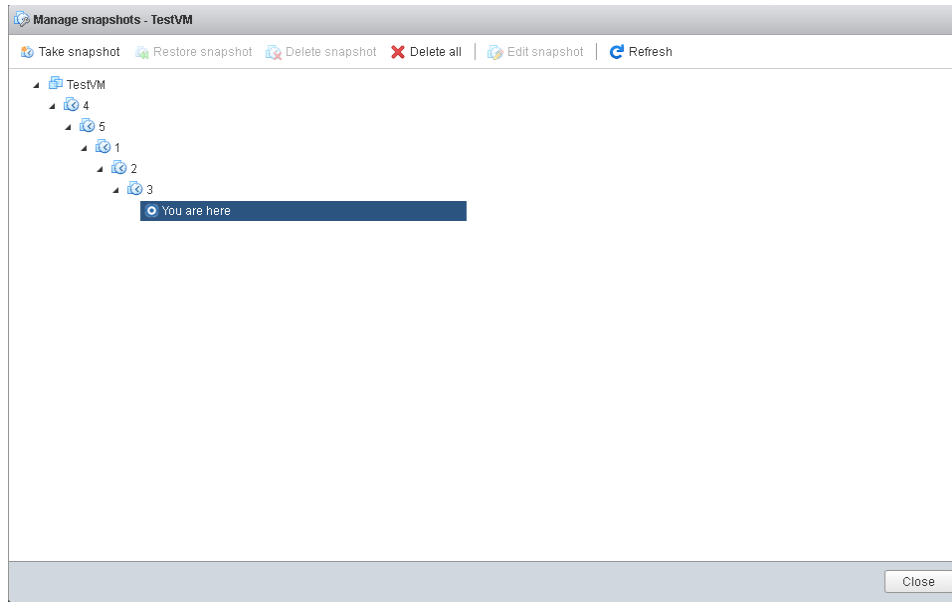 Manage snapshots - TestVM
Take snapshot Restore snapshot Delete snapshot Delete all Edit snapshot Refresh
TestVM
4
5
1
2
3
You are here
Close